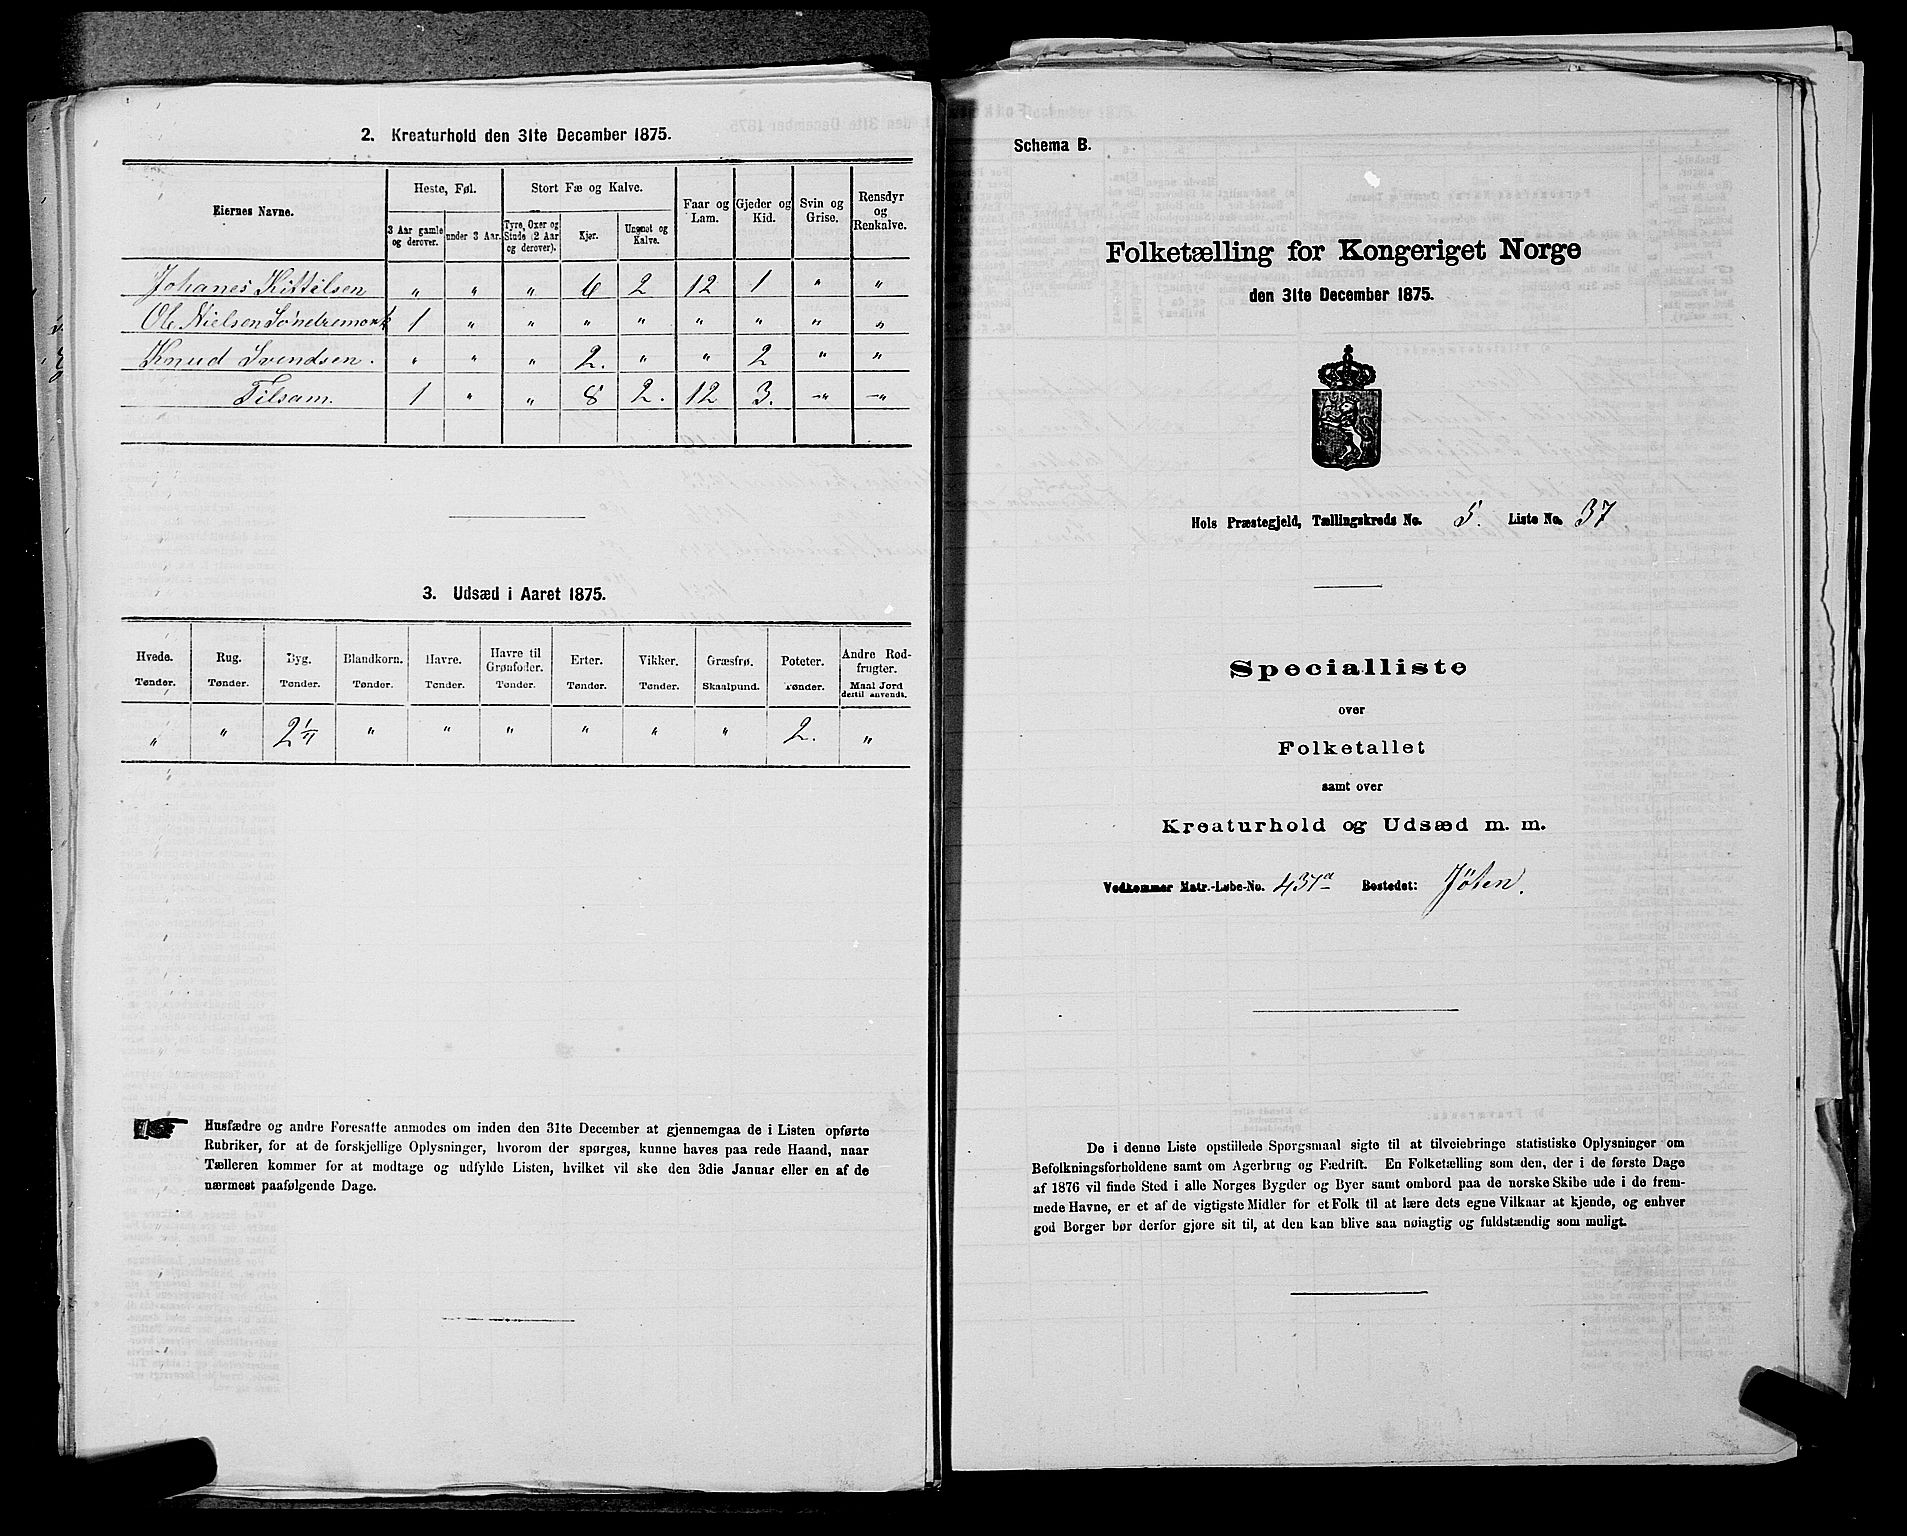 2. Kreaturhold den 31te December 1875.
Eiernes Navne.
Heste, Føl.
Stort Fæ og Kalve.
Faar og Lam.
Gjeder og Kid.
Svin og Grise.
Rensdyr og Renkalve.
3 Aar gamle og derover.
under 3 Aar.
Tyre, Oxer og Stude (2 Aar og derover).
Kjør.
Ungnøt og Kalve.
Johanes Kittilsen " " " 6 2 12 1 " "
Ole Nielsen 1 " " " " " " " "
Knud Svendsen. " " " 2. " " 2 " "
Tilsam. 1 " " 8 2. 12 3. -"- -"-
3. Udsæd i Aaret 1875.
Hvede. Rug. Byg. Blandkorn. Havre. Havre til Grønfoder. Erter. Vikker. Græsfrø. Poteter. Andre Rodfrugter.
Tønder. Tønder. Tønder. Tønder. Tønder. Tønder. Tønder. Tønder. Skaalpund. Tønder. Maal Jord dertil anvendt.
" " 2 " " " " " " 2. "
Husfædre og andre Foresatte anmodes om inden den 31te December at gjennemgaa de i Listen opførte
Rubriker, for at de forskjellige Oplysninger, hvorom der spørges, kunne haves paa rede Haand, naar
Tælleren kommer for at modtage og udfylde Listen, hvilket vil ske den 3die Januar eller en af de
nærmest paafølgende Dage.
Schema B.
Folketælling for Kongeriget Norge
den 31te December 1875.
Hols Præstegjeld, Tællingskreds No. 5. Liste No. 37
Specialliste
over
Folketallet
samt over
Kreaturhold og Udsæd m. m.
Vedkommer Matr.-Løbe-No. 437a Bostedet: Jøten.
De i denne Liste opstillede Spørgsmaal sigte til at tilveiebringe statistiske Oplysninger om
Befolkningsforholdene samt om Agerbrug og Fædrift. En Folketælling som den, der i de første Dage
af 1876 vil finde Sted i alle Norges Bygder og Byer samt ombord paa de norske Skibe ude i de frem-
mede Havne, er et af de vigtigste Midler for et Folk til at lære dets egne Vilkaar at kjende, og enhver
god Borger bør derfor gjøre sit til, at den kan blive saa nøiagtig og fuldstændig som muligt.